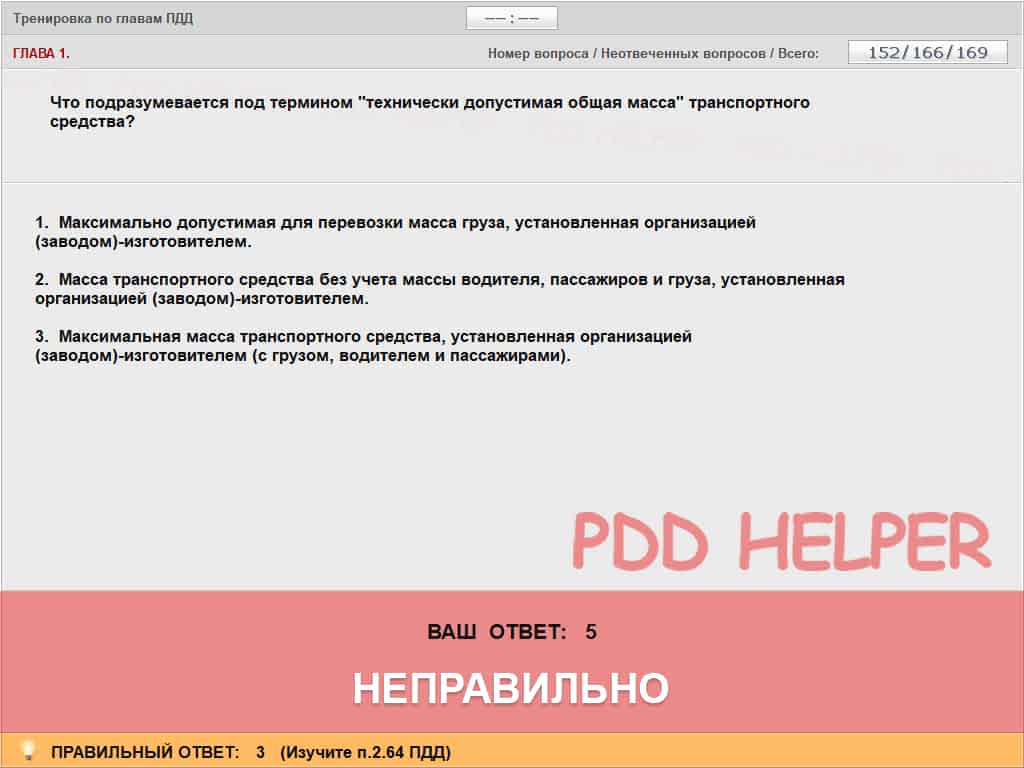 Тренировка по главам ПДД
—— : ——
ГЛАВА 1.
Номер вопроса / Неотвеченных вопросов / Всего:
152/166/169
Что подразумевается под термином "технически допустимая общая масса" транспортного
средства?
1. Максимально допустимая для перевозки масса груза, установленная организацией
(заводом)-изготовителем.
2. Масса транспортного средства без учета массы водителя, пассажиров и груза, установленная
организацией (заводом)-изготовителем.
3. Максимальная масса транспортного средства, установленная организацией
(заводом)-изготовителем (с грузом, водителем и пассажирами).
PDD HELPER
ВАШ ОТВЕТ: 5
НЕПРАВИЛЬНО
ПРАВИЛЬНЫЙ ОТВЕТ: 3 (Изучите п.2.64 ПДД)